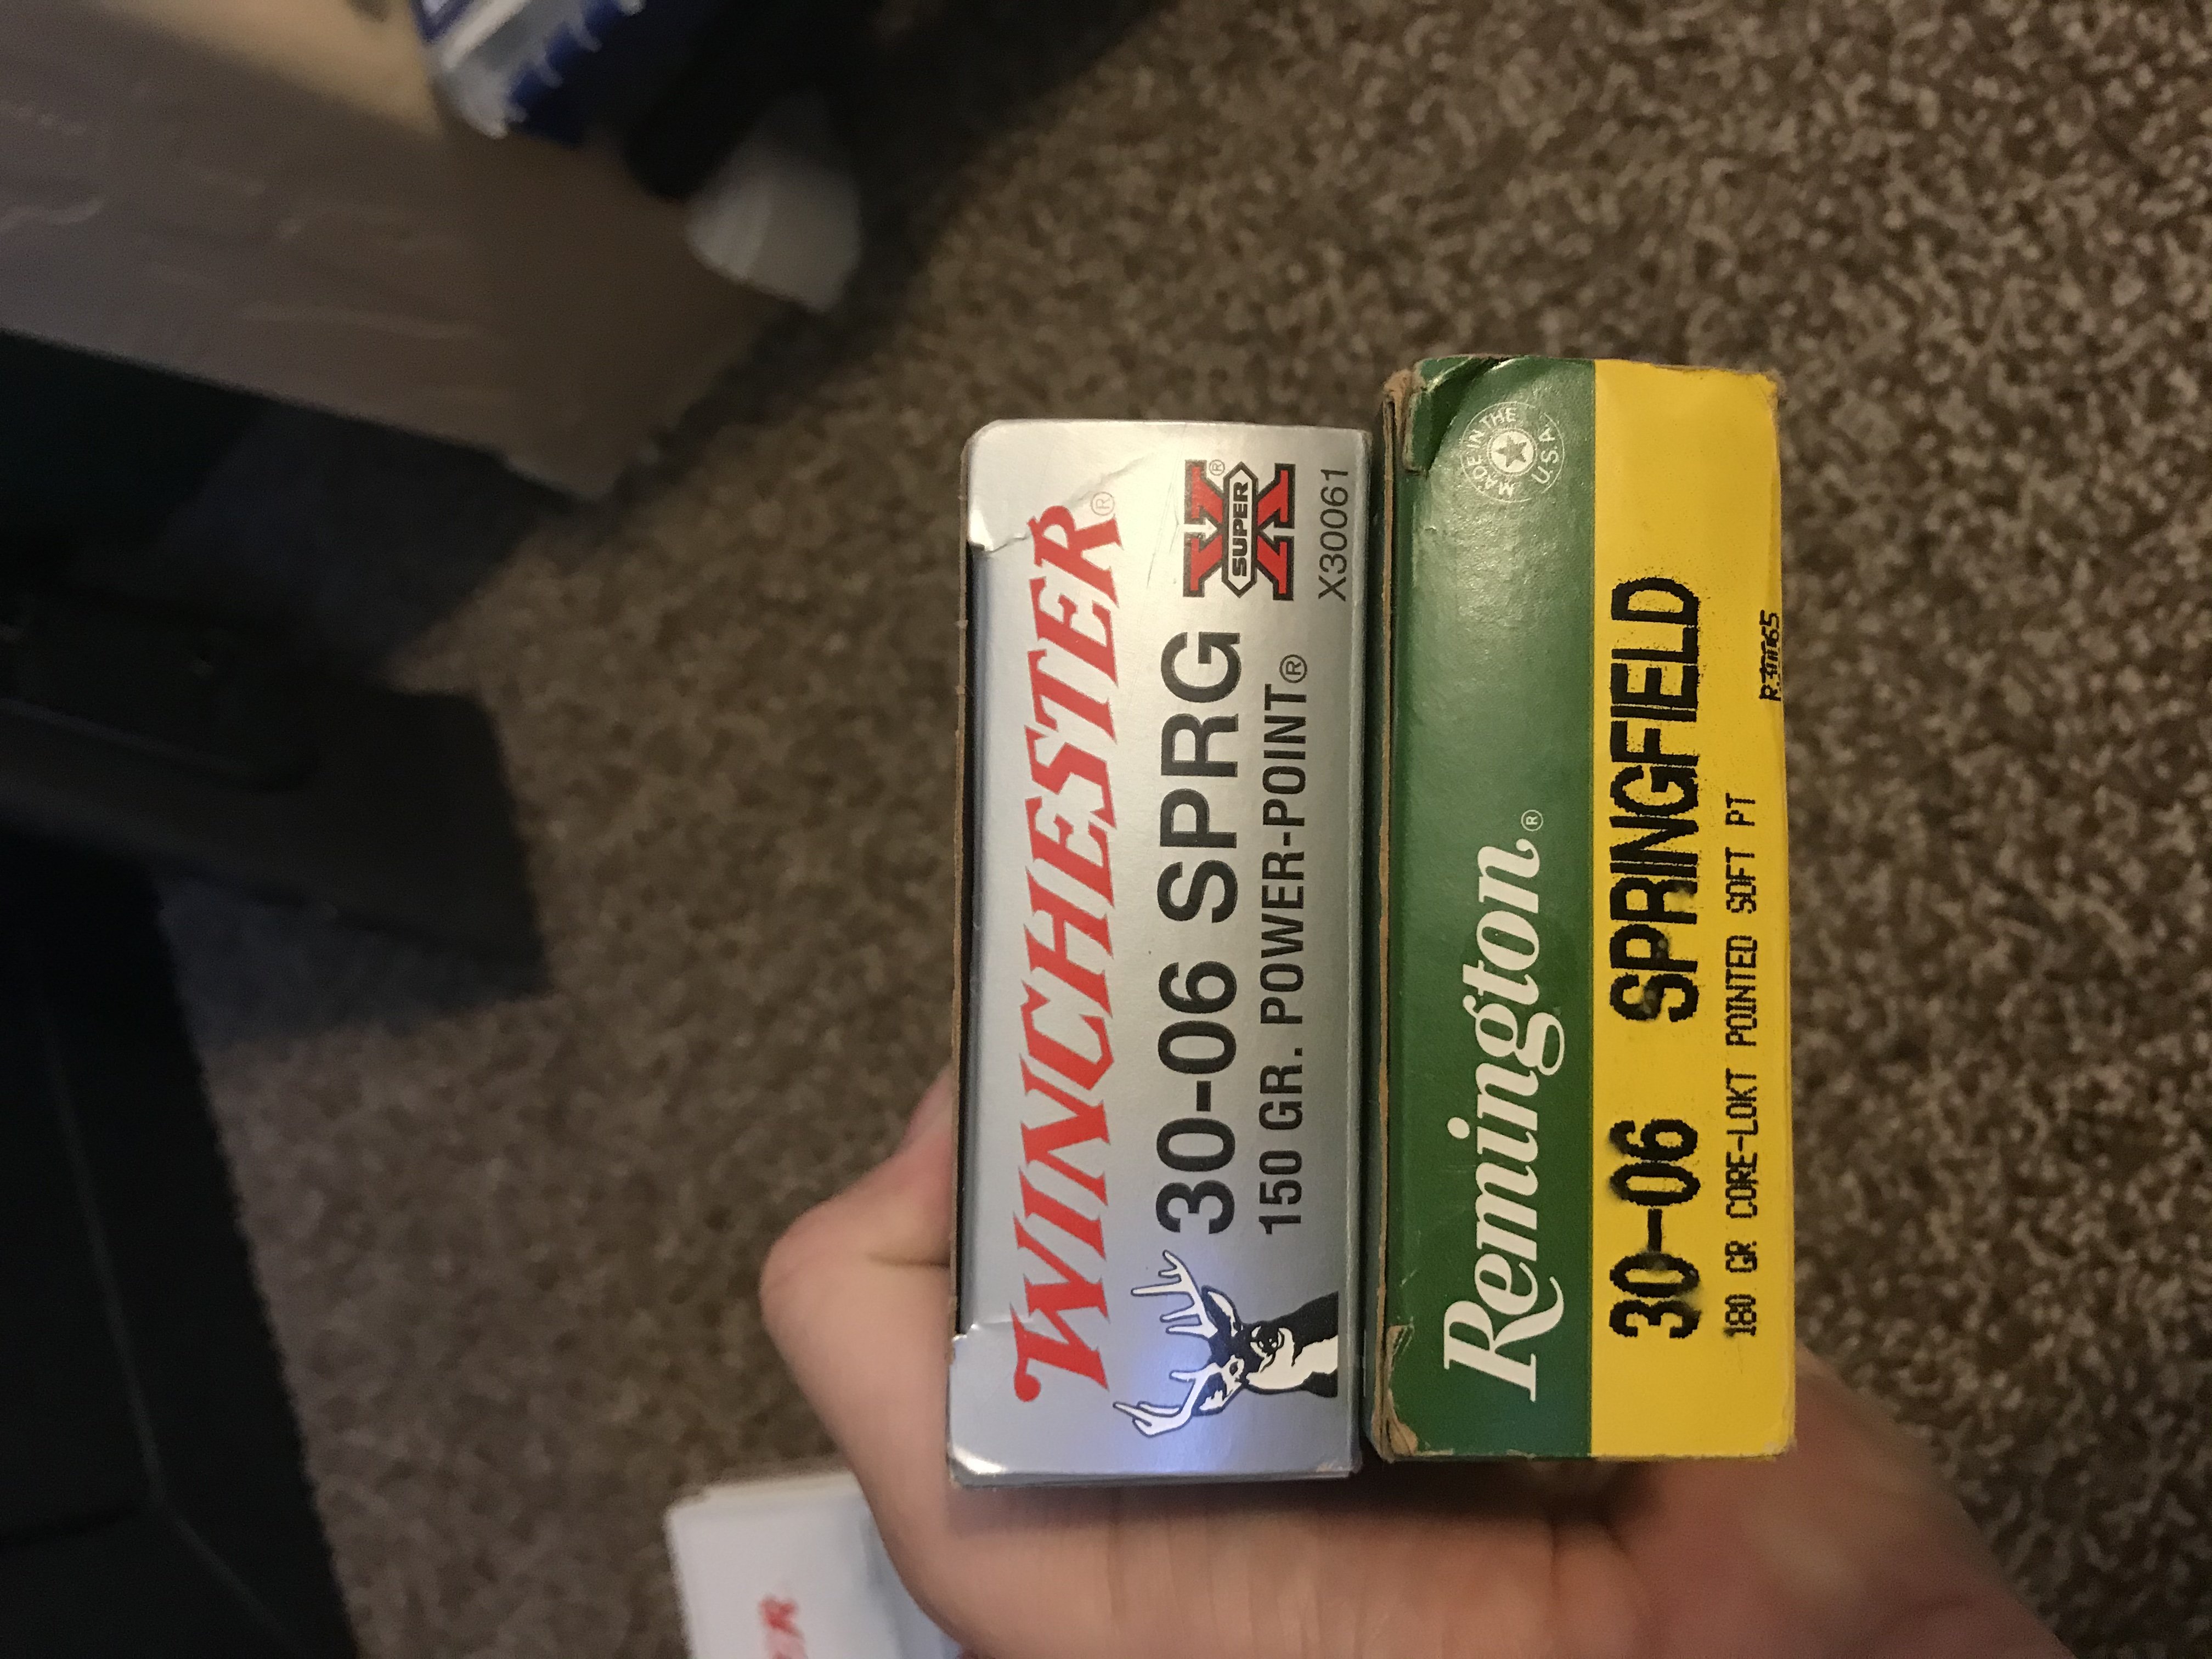 WINCHESTER®
30-06 SPRG
150 GR. POWER-POINT®
SUPER X®
X30061
Remington®
MADE IN THE U.S.A.
30-06 SPRINGFIELD
180 GR CORE-LOKT POINTED SOFT PT
R30065
ER